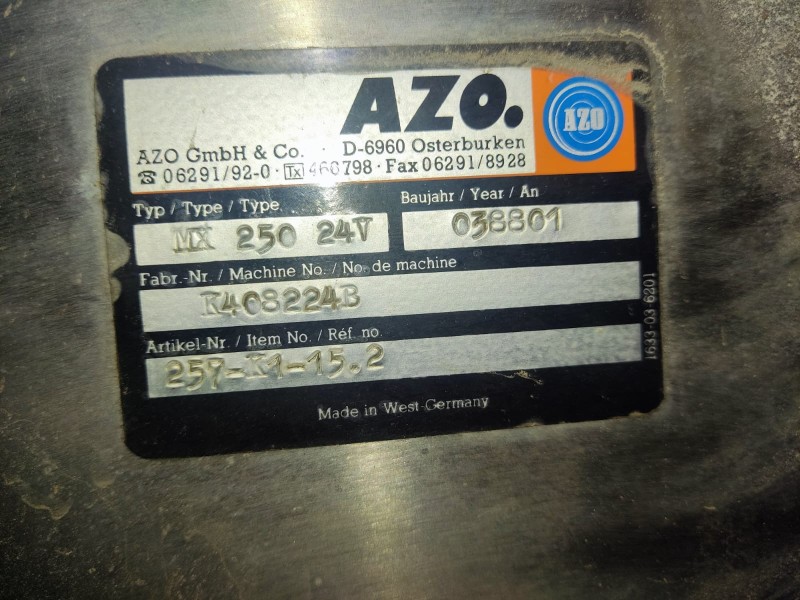 AZO.
AZO
AZO GmbH & Co. · D-6960 Osterburken
☎ 06291/92-0 · Tx 466798 · Fax 06291/8928
Typ / Type / Type
Baujahr / Year / An
MX 250 24V
038801
Fabr.-Nr. / Machine No. / No. de machine
K408224B
Artikel-Nr. / Item No. / Réf. no.
257-K1-15.2
Made in West-Germany
1633-03-6201